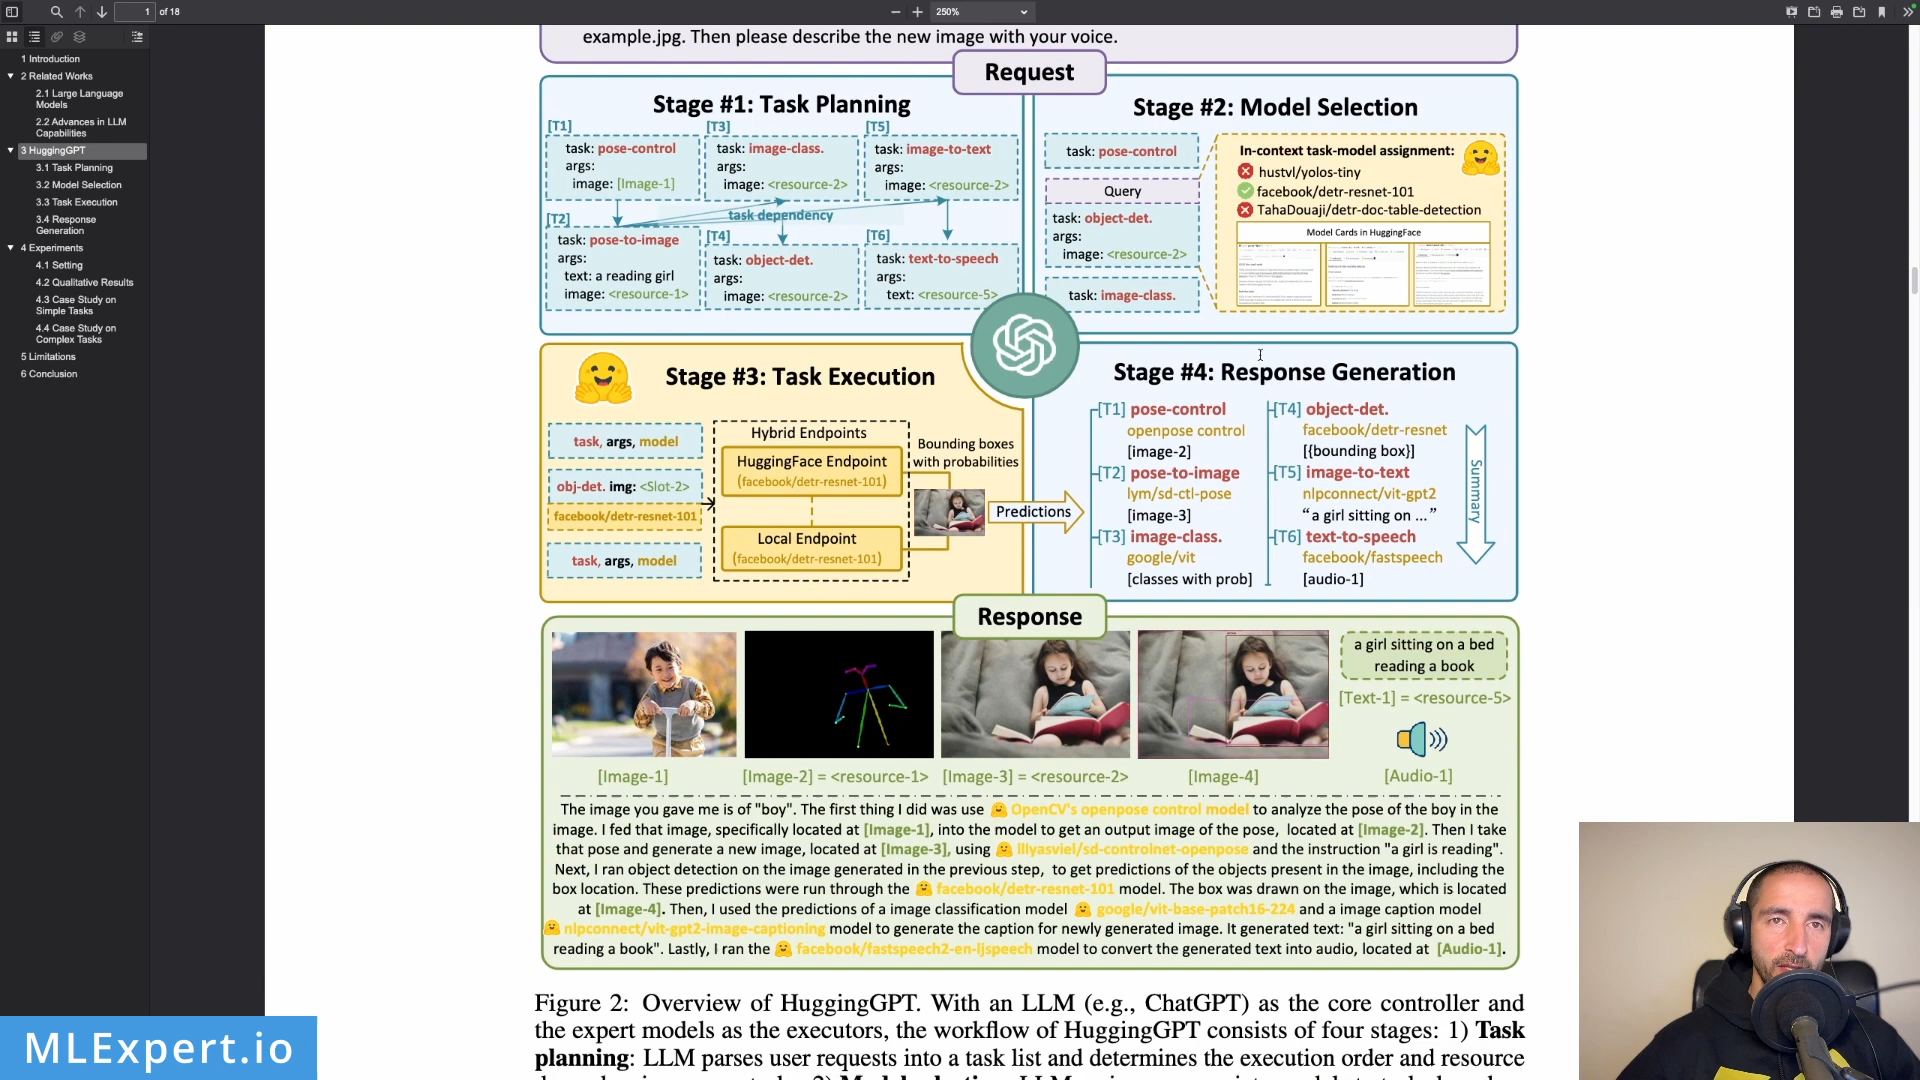 1
of 18
250%
1 Introduction
2 Related Works
2.1 Large Language
Models
2.2 Advances in LLM
Capabilities
3 HuggingGPT
3.1 Task Planning
3.2 Model Selection
3.3 Task Execution
3.4 Response
Generation
4 Experiments
4.1 Setting
4.2 Qualitative Results
4.3 Case Study on
Simple Tasks
4.4 Case Study on
Complex Tasks
5 Limitations
6 Conclusion
example.jpg. Then please describe the new image with your voice.
Request
Stage #1: Task Planning
[T1]
task: pose-control
args:
image: [Image-1]
[T3]
task: image-class.
args:
image: <resource-2>
[T5]
task: image-to-text
args:
image: <resource-2>
task dependency
[T2]
task: pose-to-image
args:
text: a reading girl
image: <resource-1>
[T4]
task: object-det.
args:
image: <resource-2>
[T6]
task: text-to-speech
args:
text: <resource-5>
Stage #2: Model Selection
task: pose-control
Query
task: object-det.
args:
image: <resource-2>
task: image-class.
In-context task-model assignment:
hustvl/yolos-tiny
facebook/detr-resnet-101
TahaDouaji/detr-doc-table-detection
Model Cards in HuggingFace
Stage #3: Task Execution
task, args, model
obj-det. img: <Slot-2>
facebook/detr-resnet-101
task, args, model
Hybrid Endpoints
HuggingFace Endpoint
(facebook/detr-resnet-101)
Local Endpoint
(facebook/detr-resnet-101)
Bounding boxes
with probabilities
Predictions
Stage #4: Response Generation
[T1] pose-control
openpose control
[image-2]
[T2] pose-to-image
lym/sd-ctl-pose
[image-3]
[T3] image-class.
google/vit
[classes with prob]
[T4] object-det.
facebook/detr-resnet
[{bounding box}]
[T5] image-to-text
nlpconnect/vit-gpt2
“a girl sitting on ...”
[T6] text-to-speech
facebook/fastspeech
[audio-1]
Summary
Response
a girl sitting on a bed
reading a book
[Text-1] = <resource-5>
[Image-1]
[Image-2] = <resource-1>
[Image-3] = <resource-2>
[Image-4]
[Audio-1]
The image you gave me is of "boy". The first thing I did was use OpenCV's openpose control model to analyze the pose of the boy in the
image. I fed that image, specifically located at [Image-1], into the model to get an output image of the pose, located at [Image-2]. Then I take
that pose and generate a new image, located at [Image-3], using lllyasviel/sd-controlnet-openpose and the instruction "a girl is reading".
Next, I ran object detection on the image generated in the previous step, to get predictions of the objects present in the image, including the
box location. These predictions were run through the facebook/detr-resnet-101 model. The box was drawn on the image, which is located
at [Image-4]. Then, I used the predictions of a image classification model google/vit-base-patch16-224 and a image caption model
nlpconnect/vit-gpt2-image-captioning model to generate the caption for newly generated image. It generated text: "a girl sitting on a bed
reading a book". Lastly, I ran the facebook/fastspeech2-en-ljspeech model to convert the generated text into audio, located at [Audio-1].
Figure 2: Overview of HuggingGPT. With an LLM (e.g., ChatGPT) as the core controller and
the expert models as the executors, the workflow of HuggingGPT consists of four stages: 1) Task
planning: LLM parses user requests into a task list and determines the execution order and resource
MLExpert.io